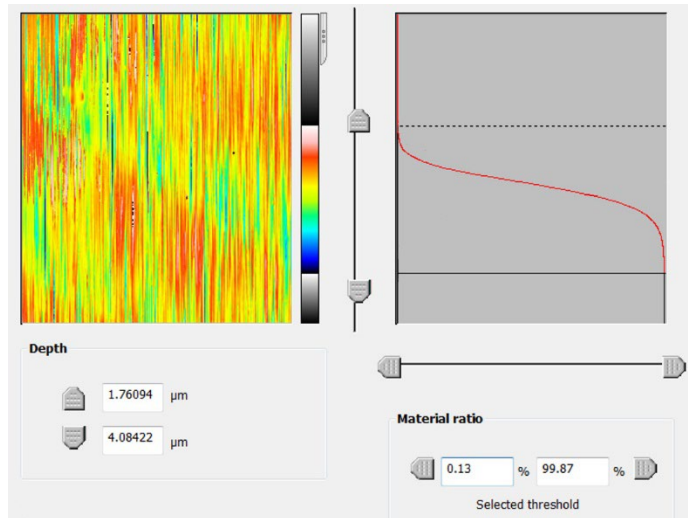 Depth
1.76094 µm
4.08422 µm
Material ratio
0.13 % 99.87 %
Selected threshold